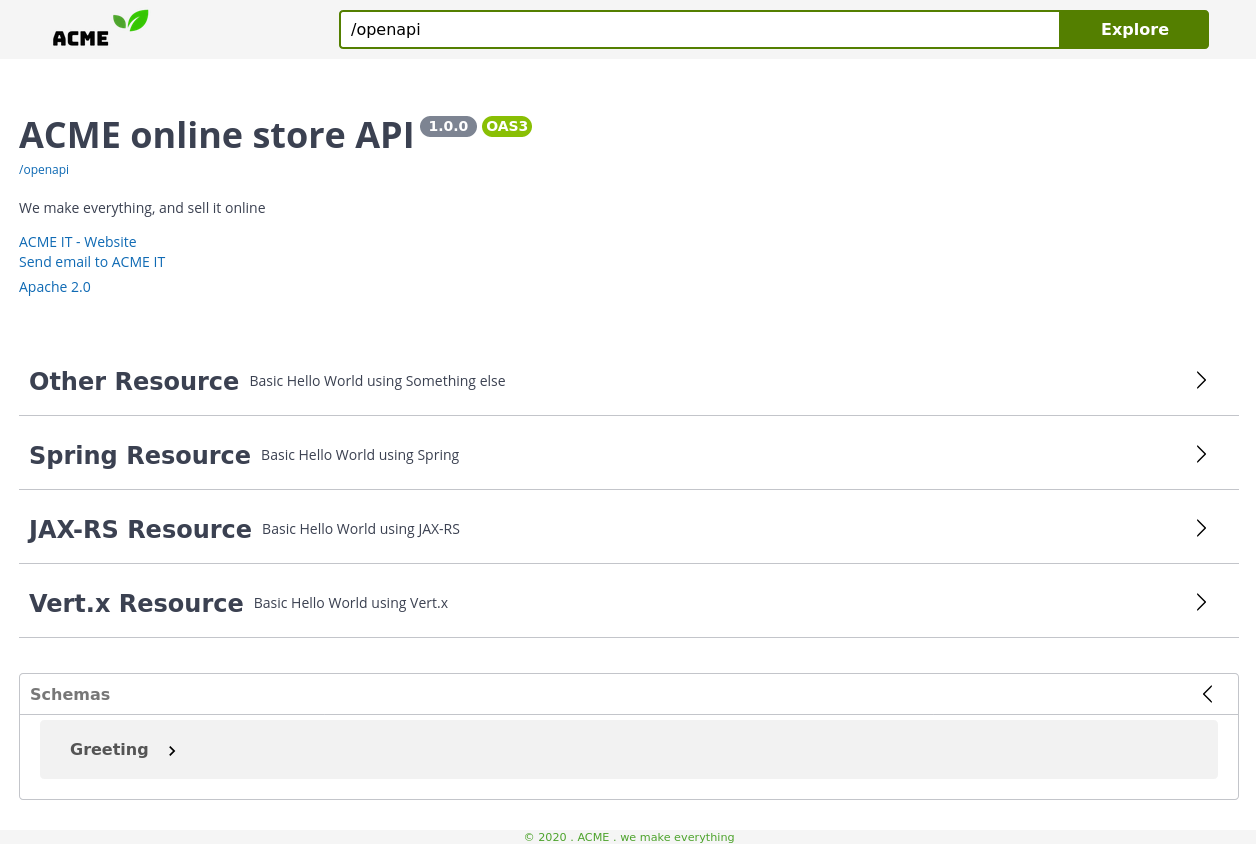 ACME
/openapi
Explore
ACME online store API 1.0.0 OAS3
/openapi
We make everything, and sell it online
ACME IT - Website
Send email to ACME IT
Apache 2.0
Other Resource Basic Hello World using Something else
Spring Resource Basic Hello World using Spring
JAX-RS Resource Basic Hello World using JAX-RS
Vert.x Resource Basic Hello World using Vert.x
Schemas
Greeting
© 2020 . ACME . we make everything